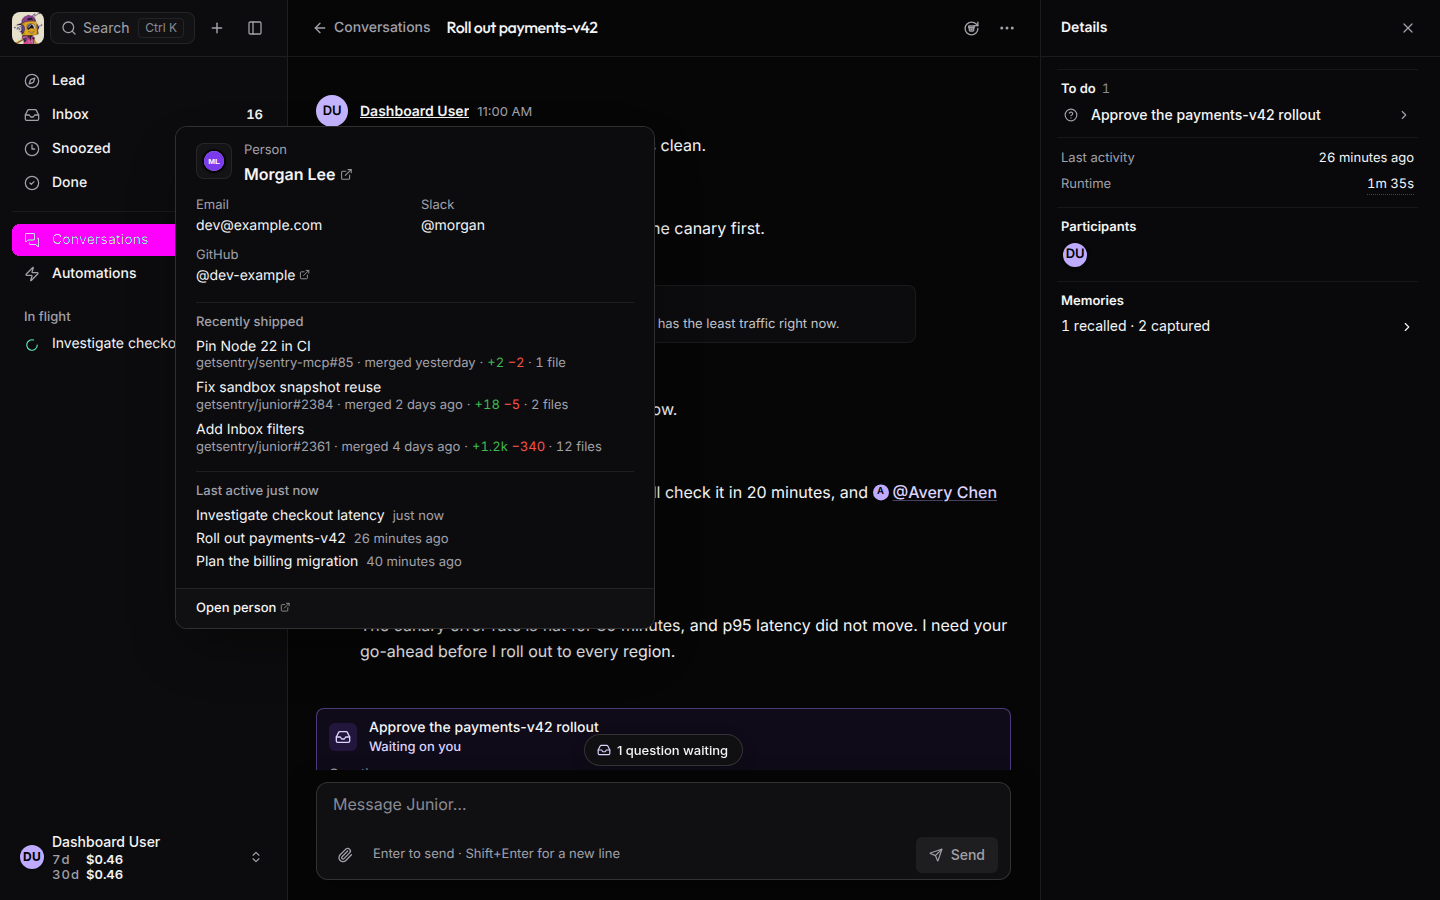 Search Ctrl K
Lead
Inbox 16
Snoozed
Done
Conversations
Automations
In flight
Investigate checko
Dashboard User
7d $0.46
30d $0.46
DU
Conversations
Roll out payments-v42
DU
Dashboard User 11:00 AM
clean.
canary first.
has the least traffic right now.
ow.
check it in 20 minutes, and A @Avery Chen
utes, and p95 latency did not move. I need your
go-ahead before I roll out to every region.
ML
Person
Morgan Lee
Email
dev@example.com
Slack
@morgan
GitHub
@dev-example
Recently shipped
Pin Node 22 in CI
getsentry/sentry-mcp#85 · merged yesterday · +2 −2 · 1 file
Fix sandbox snapshot reuse
getsentry/junior#2384 · merged 2 days ago · +18 −5 · 2 files
Add Inbox filters
getsentry/junior#2361 · merged 4 days ago · +1.2k −340 · 12 files
Last active just now
Investigate checkout latency just now
Roll out payments-v42 26 minutes ago
Plan the billing migration 40 minutes ago
Open person
Approve the payments-v42 rollout
Waiting on you
1 question waiting
Message Junior...
Enter to send · Shift+Enter for a new line
Send
Details
To do 1
Approve the payments-v42 rollout
Last activity 26 minutes ago
Runtime 1m 35s
Participants
DU
Memories
1 recalled · 2 captured